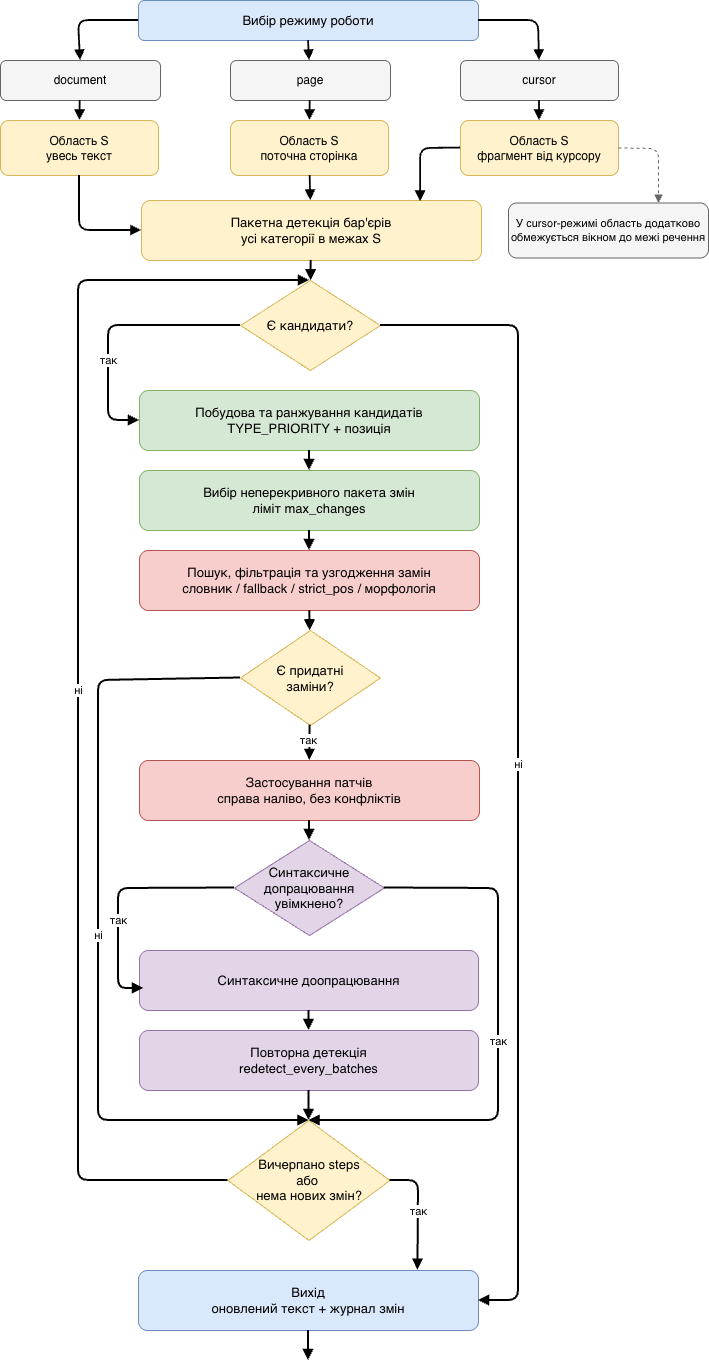 Вибір режиму роботи
document
page
cursor
Область S
увесь текст
Область S
поточна сторінка
Область S
фрагмент від курсору
У cursor-режимі область додатково
обмежується вікном до межі речення
Пакетна детекція бар'єрів
усі категорії в межах S
Є кандидати?
так
Побудова та ранжування кандидатів
TYPE_PRIORITY + позиція
Вибір неперекривного пакета змін
ліміт max_changes
Пошук, фільтрація та узгодження замін
словник / fallback / strict_pos / морфологія
Є придатні
заміни?
ні
так
ні
Застосування патчів
справа наліво, без конфліктів
Синтаксичне
допрацювання
увімкнено?
так
ні
Синтаксичне доопрацювання
Повторна детекція
redetect_every_batches
так
Вичерпано steps
або
нема нових змін?
так
Вихід
оновлений текст + журнал змін